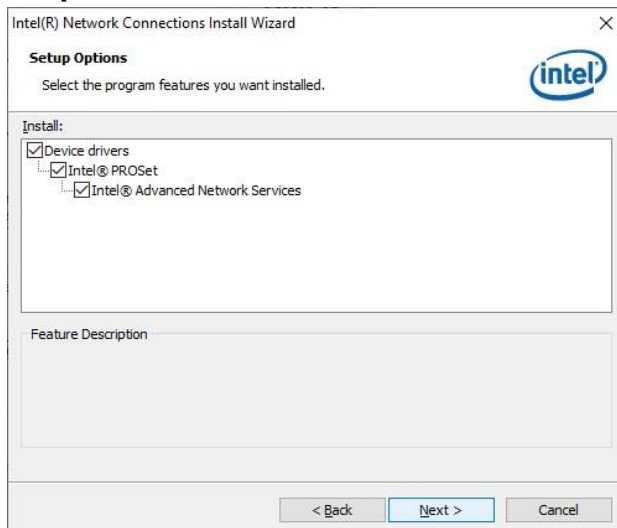 Intel(R) Network Connections Install Wizard
Setup Options
Select the program features you want installed.
intel
Install:
Device drivers
Intel® PROSet
Intel® Advanced Network Services
Feature Description
< Back Next > Cancel